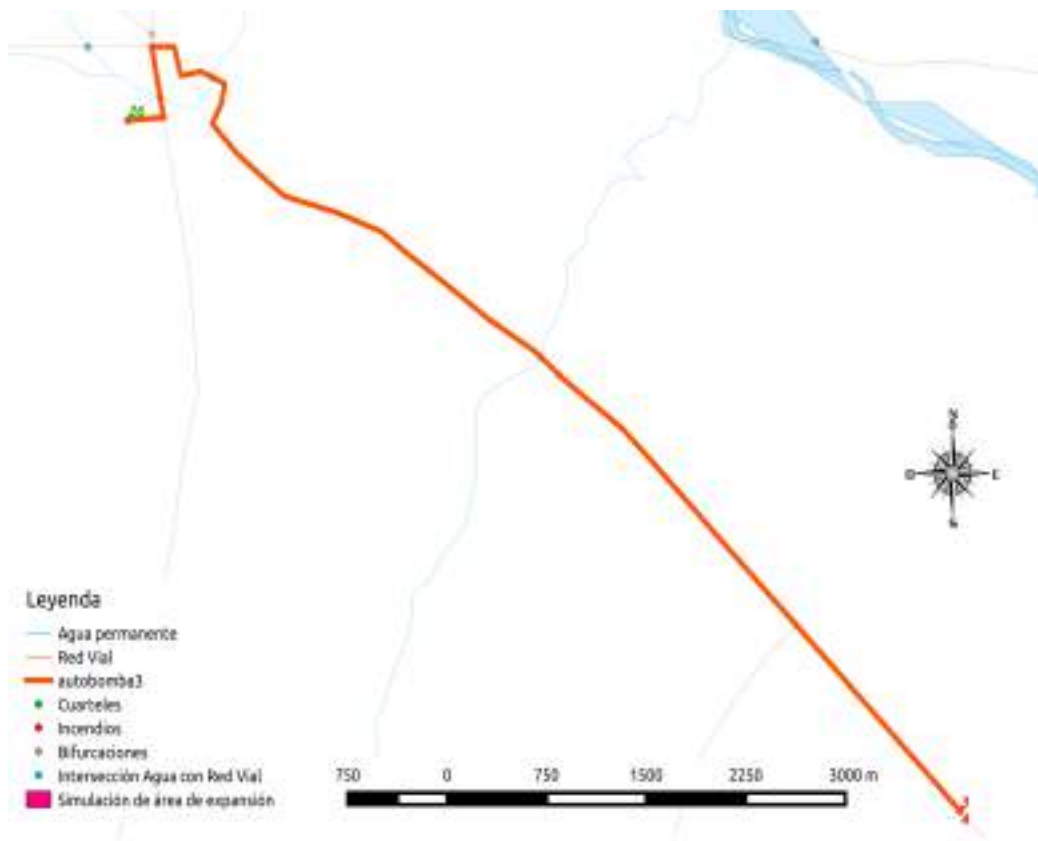 N
O
E
S
Leyenda
Agua permanente
Red Vial
autobomba3
Cuarteles
Incendios
Bifurcaciones
Intersección Agua con Red Vial
Simulación de área de expansión
750 0 750 1500 2250 3000 m